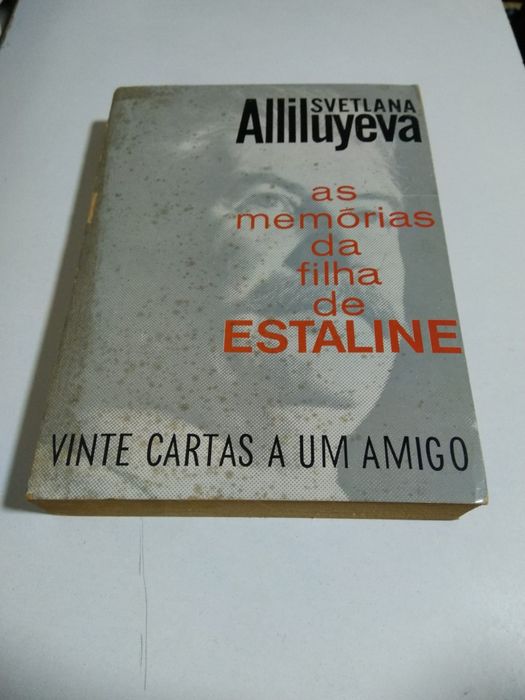 SVETLANA
Alliluyeva
as
memórias
da
filha
de
ESTALINE
VINTE CARTAS A UM AMIGO